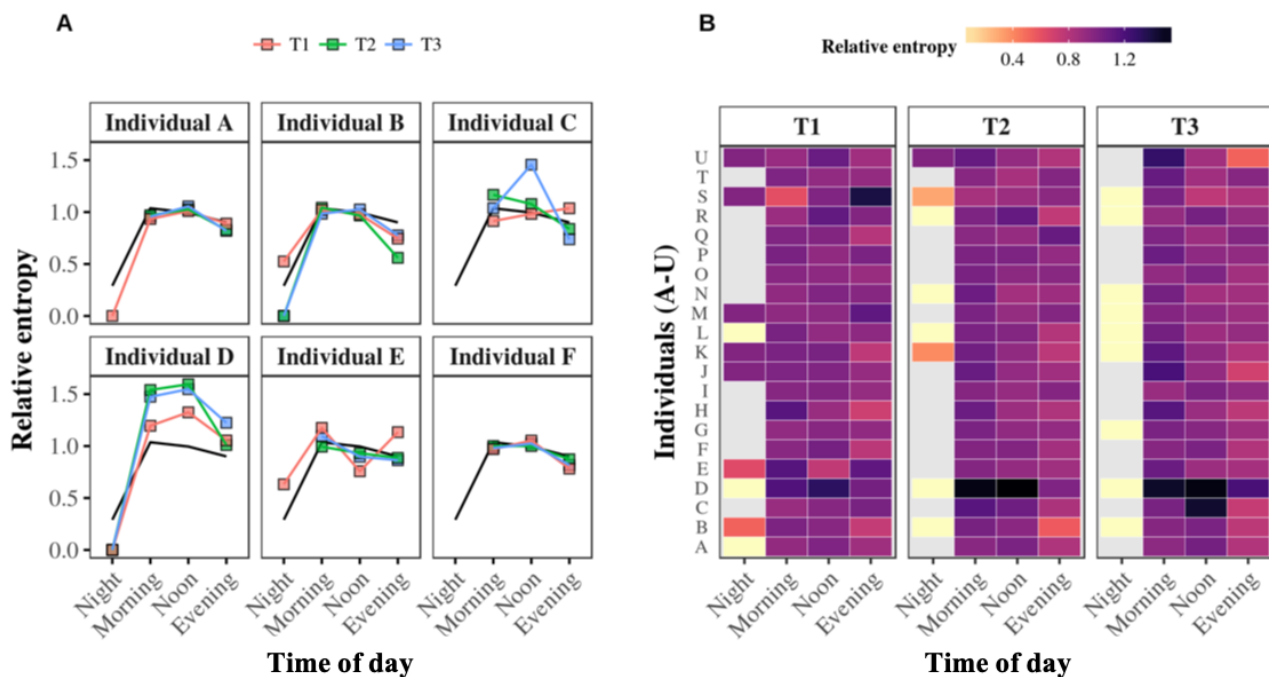 A
T1 T2 T3
Relative entropy
Individual A Individual B Individual C
1.5
1.0
0.5
0.0
Individual D Individual E Individual F
1.5
1.0
0.5
0.0
Night Morning Noon Evening Night Morning Noon Evening Night Morning Noon Evening
Time of day
B
Relative entropy
0.4 0.8 1.2
Individuals (A-U)
T1 T2 T3
U
T
S
R
Q
P
O
N
M
L
K
J
I
H
G
F
E
D
C
B
A
Night Morning Noon Evening Night Morning Noon Evening Night Morning Noon Evening
Time of day